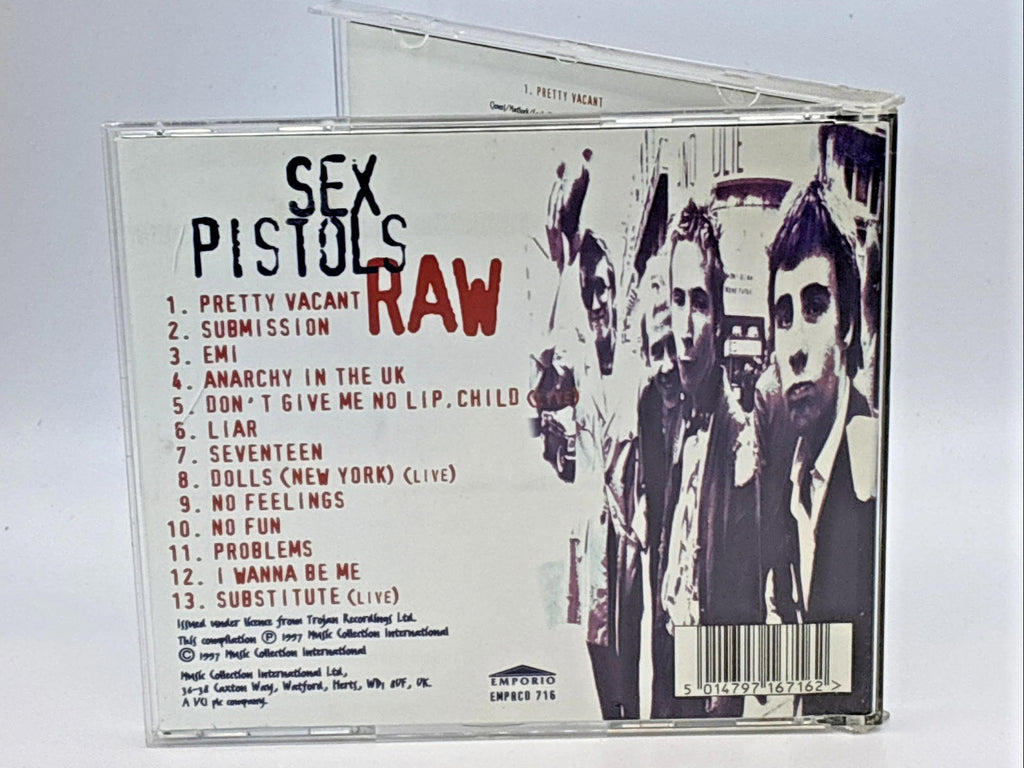 1. PRETTY VACANT
SEX
PISTOLS
RAW
1. PRETTY VACANT
2. SUBMISSION
3. EMI
4. ANARCHY IN THE UK
5. DON'T GIVE ME NO LIP, CHILD (LIVE)
6. LIAR
7. SEVENTEEN
8. DOLLS (NEW YORK) (LIVE)
9. NO FEELINGS
10. NO FUN
11. PROBLEMS
12. I WANNA BE ME
13. SUBSTITUTE (LIVE)
Issued under licence from Trojan Recordings Ltd.
This compilation ℗ 1997 Music Collection International
© 1997 Music Collection International
Music Collection International Ltd,
36-38 Caxton Way, Watford, Herts, WD1 8UF, UK.
A VCI plc company.
EMPORIO
EMPRCD 716
5 014797 167162 >